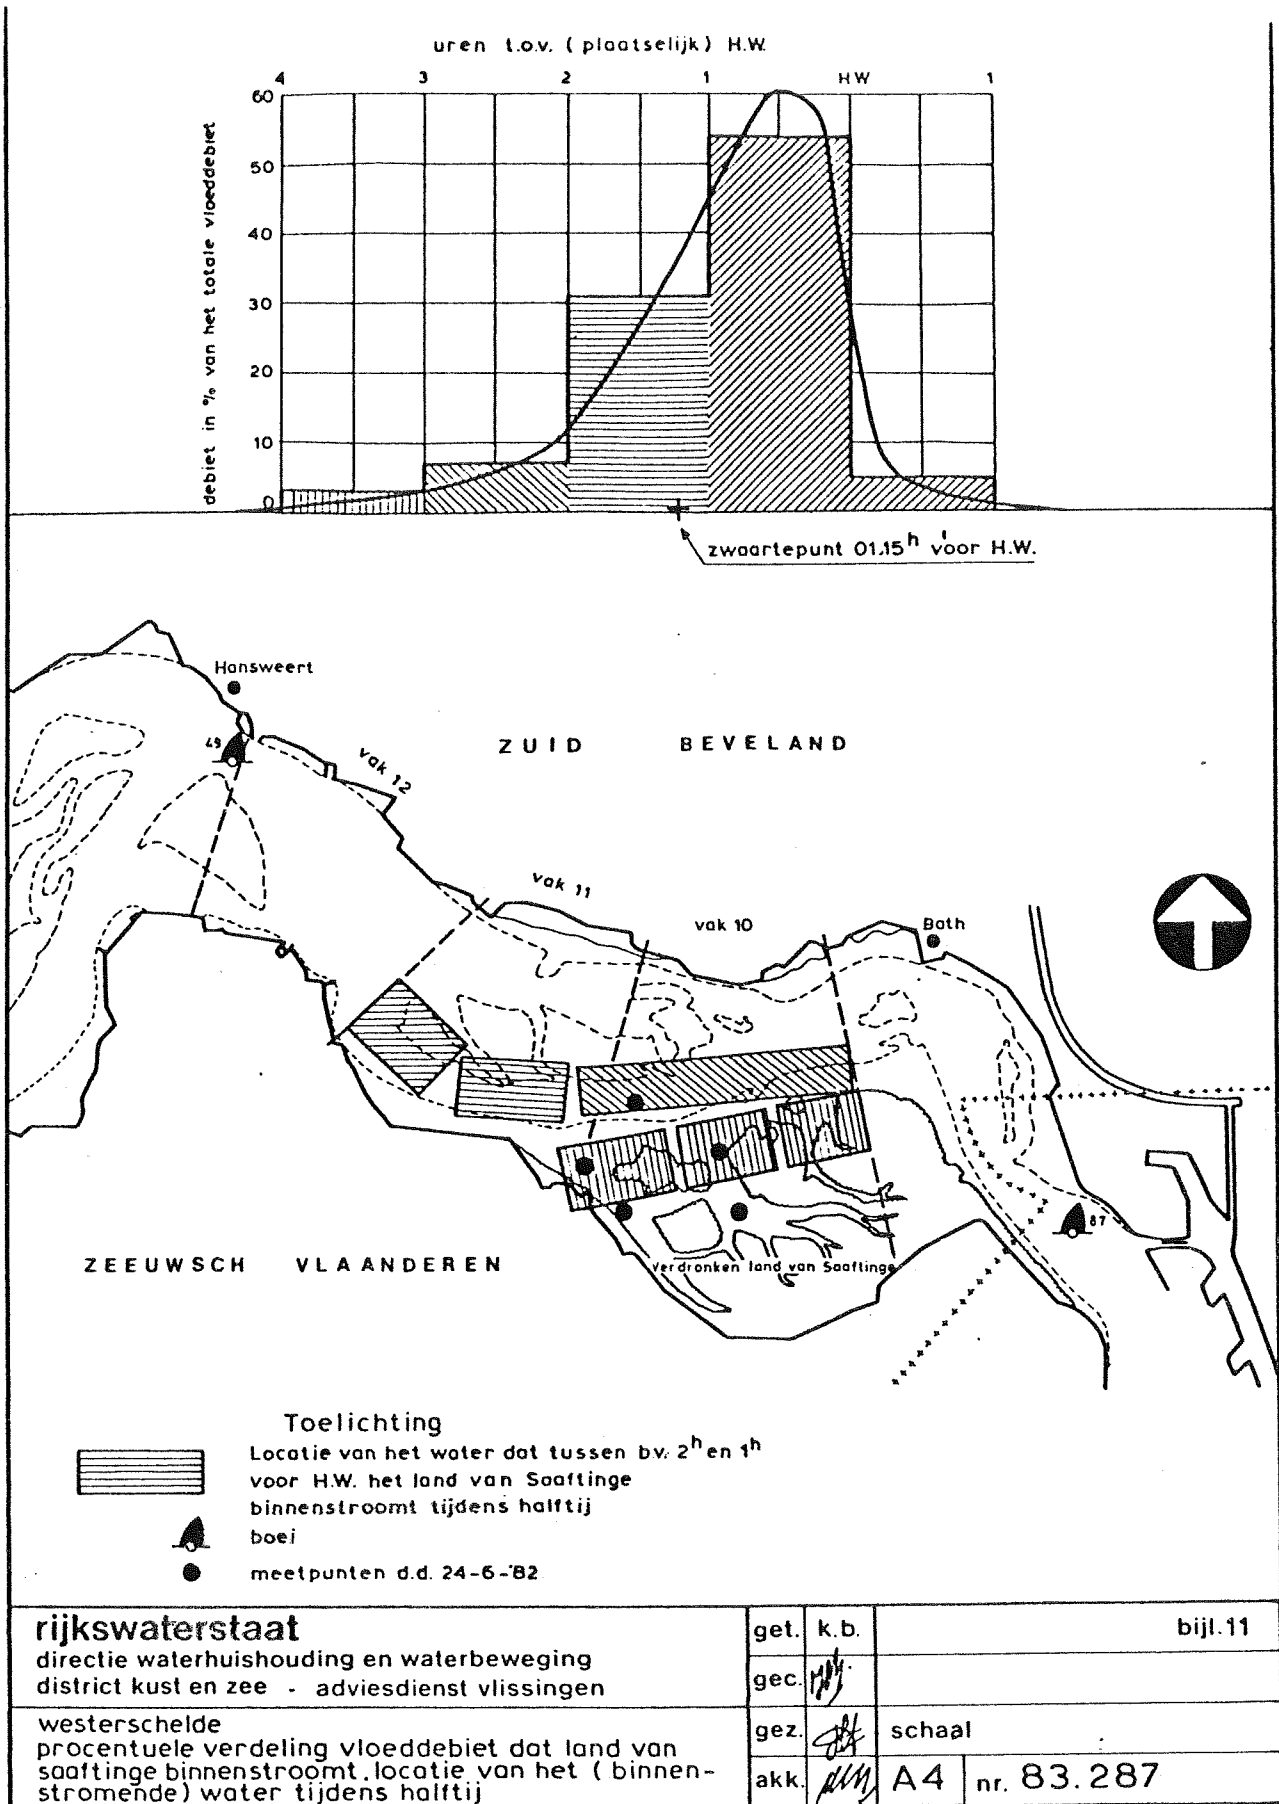 uren t.o.v. (plaatselijk) H.W.
4 3 2 1 HW 1
60
50
40
30
20
10
0
debiet in % van het totale vloeddebiet
zwaartepunt 01.15h voor H.W.
Hansweert
49
vak 12
ZUID BEVELAND
vak 11
vak 10
Bath
87
ZEEUWSCH VLAANDEREN
Verdronken land van Saaftinge
Toelichting
Locatie van het water dat tussen b.v. 2h en 1h
voor H.W. het land van Saaftinge
binnenstroomt tijdens halftij
boei
meetpunten d.d. 24-6-'82
rijkswaterstaat
directie waterhuishouding en waterbeweging
district kust en zee - adviesdienst vlissingen
westerschelde
procentuele verdeling vloeddebiet dat land van
saaftinge binnenstroomt. locatie van het (binnen-
stromende) water tijdens halftij
get. k.b.
bijl.11
gec.
gez.
schaal
akk.
A4
nr. 83.287